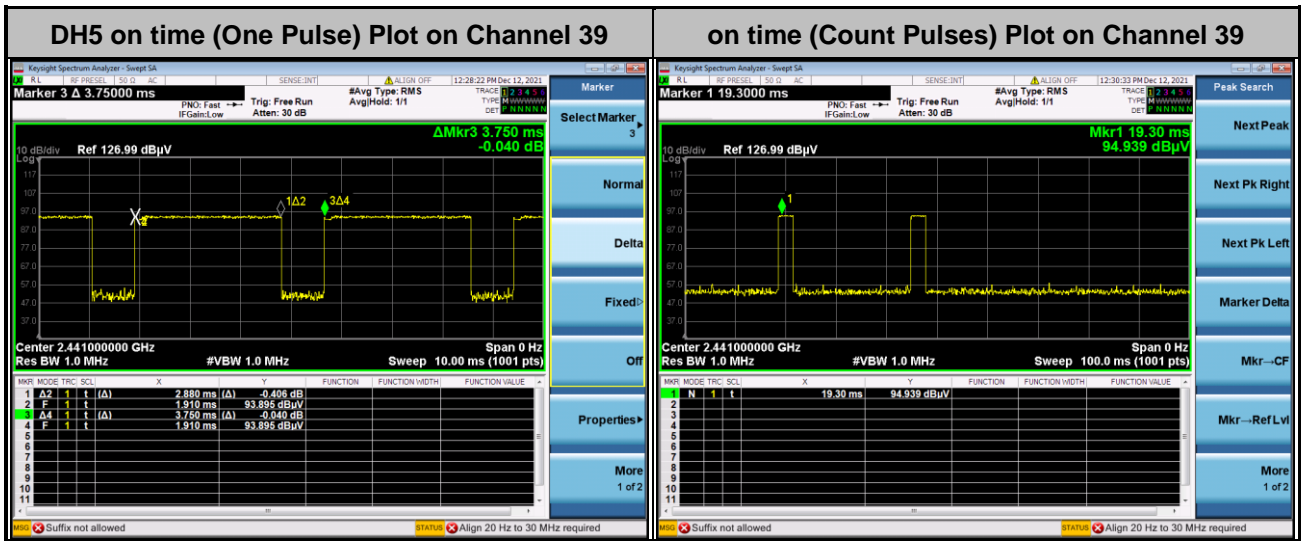 DH5 on time (One Pulse) Plot on Channel 39
on time (Count Pulses) Plot on Channel 39
Keysight Spectrum Analyzer - Swept SA
RL RF PRESEL 50 Ω AC SENSE:INT ALIGN OFF 12:28:22 PM Dec 12, 2021
Marker 3 Δ 3.75000 ms
#Avg Type: RMS
TRACE 1 2 3 4 5 6
PNO: Fast
Trig: Free Run
Avg|Hold: 1/1
TYPE M WWWWW
IFGain:Low
Atten: 30 dB
DET P N N N N N
ΔMkr3 3.750 ms
-0.040 dB
10 dB/div Ref 126.99 dBµV
Log
117
107
97.0
87.0
77.0
67.0
57.0
47.0
37.0
1Δ2
3Δ4
Center 2.441000000 GHz Span 0 Hz
Res BW 1.0 MHz #VBW 1.0 MHz Sweep 10.00 ms (1001 pts)
MKR MODE TRC SCL X Y FUNCTION FUNCTION WIDTH FUNCTION VALUE
1 Δ2 1 t (Δ) 2.880 ms (Δ) -0.406 dB
2 F 1 t 1.910 ms 93.895 dBµV
3 Δ4 1 t (Δ) 3.750 ms (Δ) -0.040 dB
4 F 1 t 1.910 ms 93.895 dBµV
5
6
7
8
9
10
11
MSG Suffix not allowed STATUS Align 20 Hz to 30 MHz required
Marker
Select Marker
3
Normal
Delta
Fixed
Off
Properties
More
1 of 2
Keysight Spectrum Analyzer - Swept SA
RL RF PRESEL 50 Ω AC SENSE:INT ALIGN OFF 12:30:33 PM Dec 12, 2021
Marker 1 19.3000 ms
#Avg Type: RMS
TRACE 1 2 3 4 5 6
PNO: Fast
Trig: Free Run
Avg|Hold: 1/1
TYPE M WWWWW
IFGain:Low
Atten: 30 dB
DET P N N N N N
Mkr1 19.30 ms
94.939 dBµV
10 dB/div Ref 126.99 dBµV
Log
117
107
97.0
87.0
77.0
67.0
57.0
47.0
37.0
1
Center 2.441000000 GHz Span 0 Hz
Res BW 1.0 MHz #VBW 1.0 MHz Sweep 100.0 ms (1001 pts)
MKR MODE TRC SCL X Y FUNCTION FUNCTION WIDTH FUNCTION VALUE
1 N 1 t 19.30 ms 94.939 dBµV
2
3
4
5
6
7
8
9
10
11
MSG Suffix not allowed STATUS Align 20 Hz to 30 MHz required
Peak Search
Next Peak
Next Pk Right
Next Pk Left
Marker Delta
Mkr→CF
Mkr→Ref Lvl
More
1 of 2